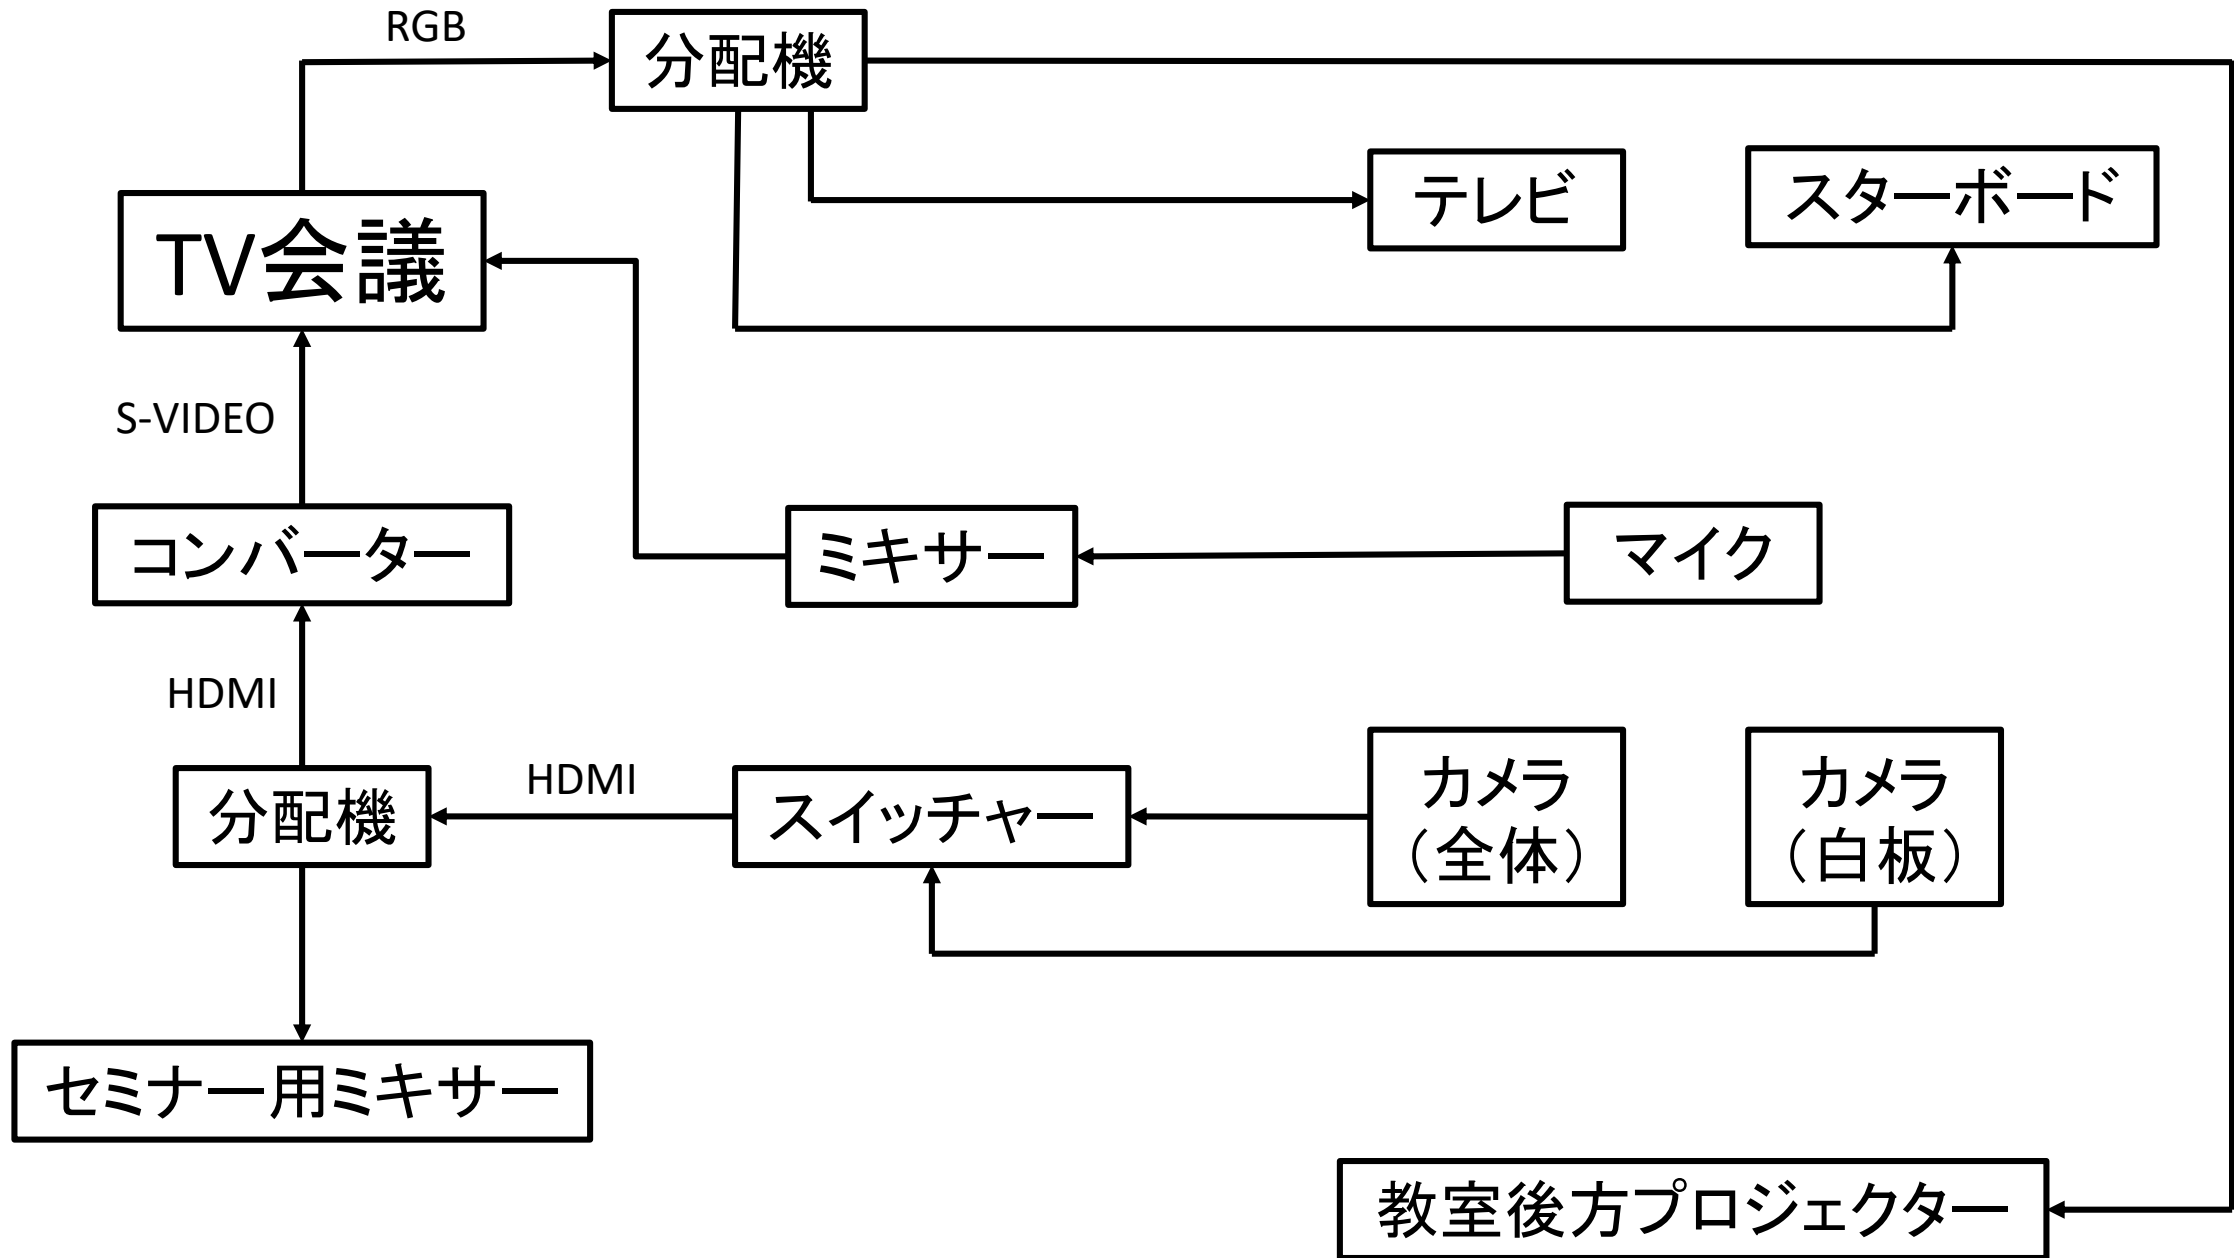 RGB
分配機
テレビ
スターボード
TV会議
S-VIDEO
コンバーター
ミキサー
マイク
HDMI
分配機
HDMI
スイッチャー
カメラ
（全体）
カメラ
（白板）
セミナー用ミキサー
教室後方プロジェクター